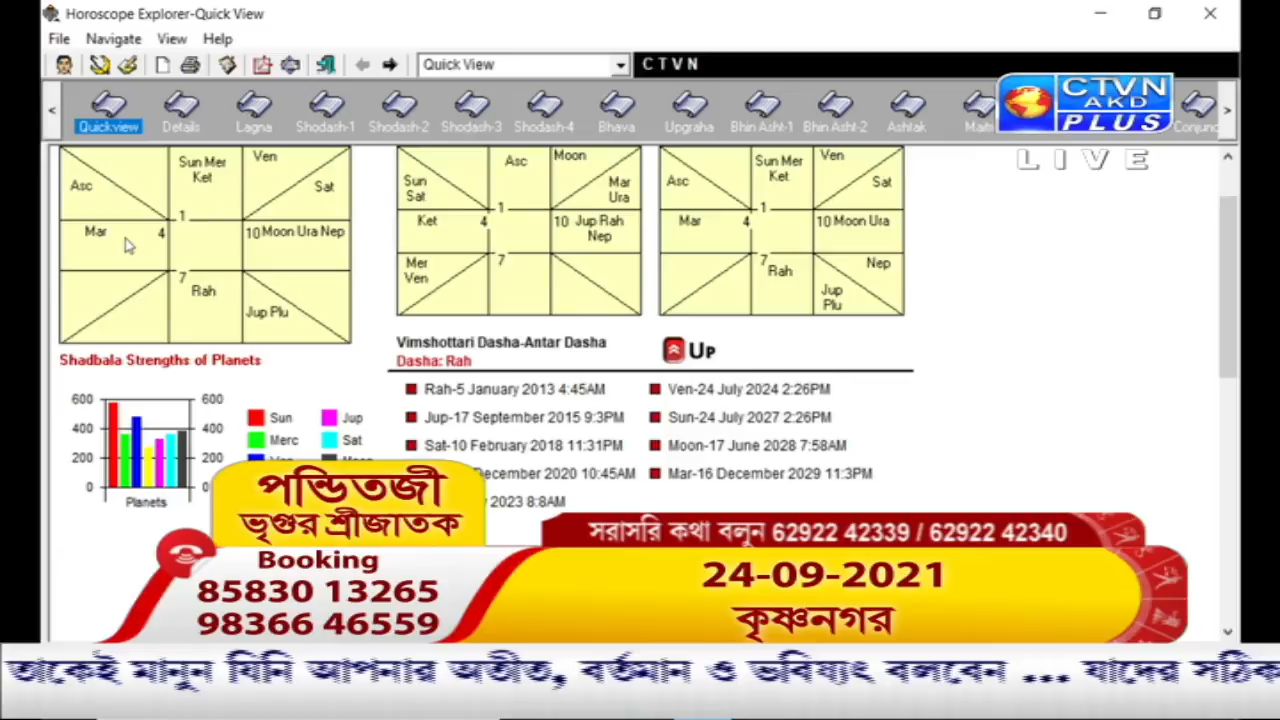 Horoscope Explorer-Quick View
File Navigate View Help
Quick View
CTVN
< Quickview Details Lagna Shodash-1 Shodash-2 Shodash-3 Shodash-4 Bhava Upgraha Bhin Asht-1 Bhin Asht-2 Ashtak >
CTVN
AKD
PLUS
LIVE
Asc
Sun Mer
Ket
Ven
Sat
1
Mar 4
10 Moon Ura Nep
7
Rah
Jup Plu
Asc
Moon
Sun
Sat
Mar
Ura
1
Ket 4
10 Jup Rah
Nep
7
Mer
Ven
Asc
Sun Mer
Ket
Ven
Sat
1
Mar 4
10 Moon Ura
7
Rah
Nep
Jup
Plu
Shadbala Strengths of Planets
600 600
400 400
200 200
0 0
Planets
Sun Jup
Merc Sat
Vimshottari Dasha-Antar Dasha
Dasha: Rah
Up
Rah-5 January 2013 4:45AM
Jup-17 September 2015 9:3PM
Sat-10 February 2018 11:31PM
December 2020 10:45AM
2023 8:8AM
Ven-24 July 2024 2:26PM
Sun-24 July 2027 2:26PM
Moon-17 June 2028 7:58AM
Mar-16 December 2029 11:3PM
পন্ডিতজী
ভৃগুর শ্রীজাতক
Booking
85830 13265
98366 46559
সরাসরি কথা বলুন 62922 42339 / 62922 42340
24-09-2021
কৃষ্ণনগর
তাকেই মানুন যিনি আপনার অতীত, বর্তমান ও ভবিষ্যৎ বলবেন ... যাদের সঠিক